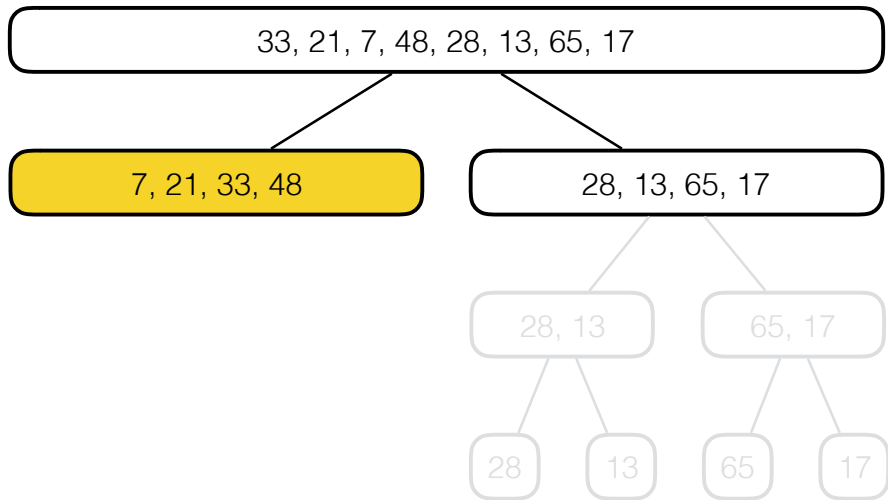 33, 21, 7, 48, 28, 13, 65, 17
7, 21, 33, 48
28, 13, 65, 17
28, 13
65, 17
28
13
65
17